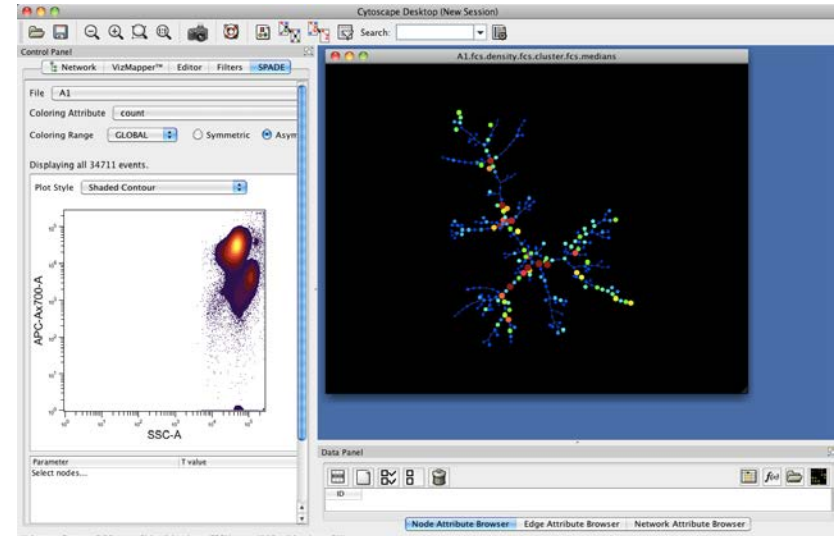 Cytoscape Desktop (New Session)
Search:
Control Panel
Network VizMapper™ Editor Filters SPADE
File A1
Coloring Attribute count
Coloring Range GLOBAL Symmetric Asym
Displaying all 34711 events.
Plot Style Shaded Contour
APC-Ax700-A
SSC-A
Parameter T value
Select nodes...
A1.fcs.density.fcs.cluster.fcs.medians
Data Panel
f(x)
ID
Node Attribute Browser Edge Attribute Browser Network Attribute Browser